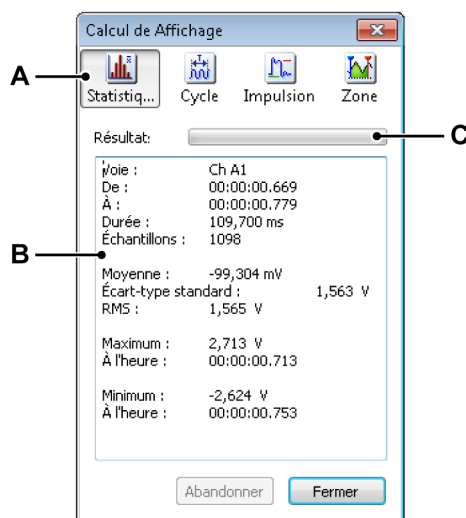 Calcul de Affichage
A
Statistiq... Cycle Impulsion Zone
Résultat: C
Voie : Ch A1
De : 00:00:00.669
À : 00:00:00.779
Durée : 109,700 ms
Échantillons : 1098
B
Moyenne : -99,304 mV
Écart-type standard : 1,563 V
RMS : 1,565 V
Maximum : 2,713 V
À l'heure : 00:00:00.713
Minimum : -2,624 V
À l'heure : 00:00:00.753
Abandonner Fermer